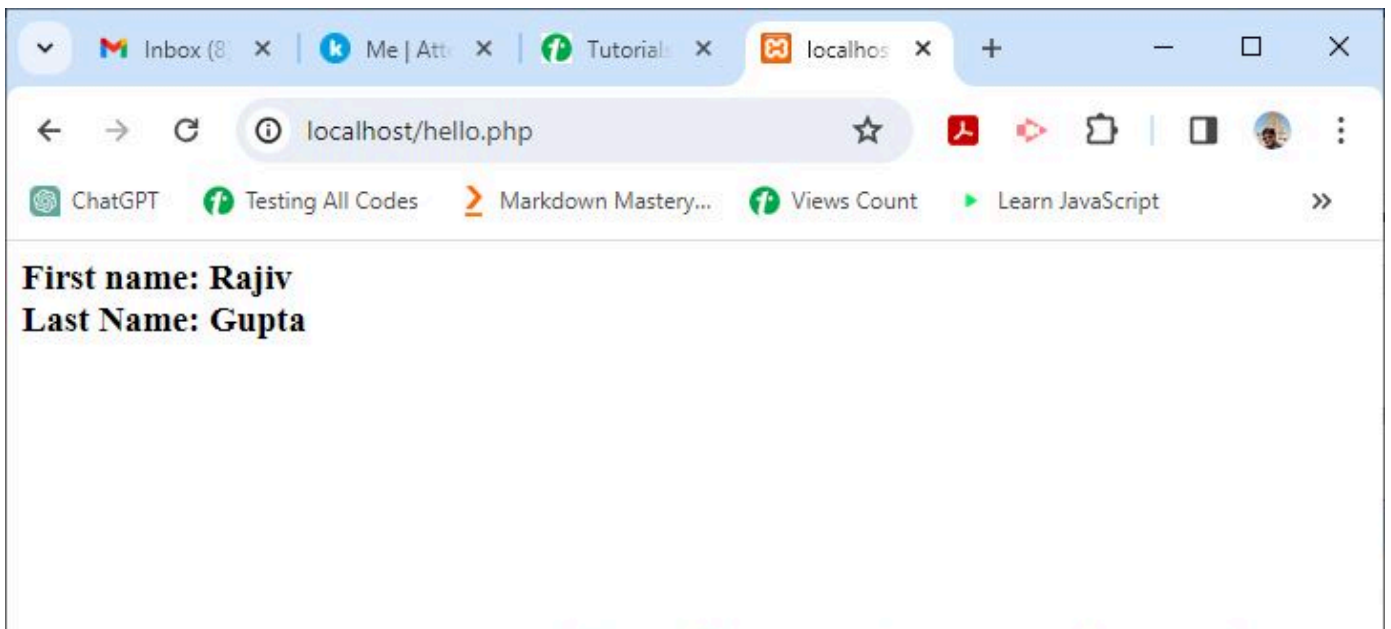 Inbox (8
Me | Att
Tutorials
localhos
localhost/hello.php
ChatGPT
Testing All Codes
Markdown Mastery...
Views Count
Learn JavaScript
First name: Rajiv
Last Name: Gupta